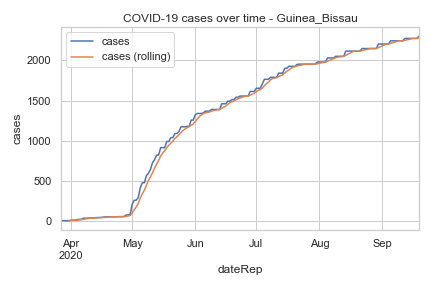 COVID-19 cases over time - Guinea_Bissau
cases
cases (rolling)
2000
1500
1000
500
0
cases
Apr
2020
May
Jun
Jul
Aug
Sep
dateRep